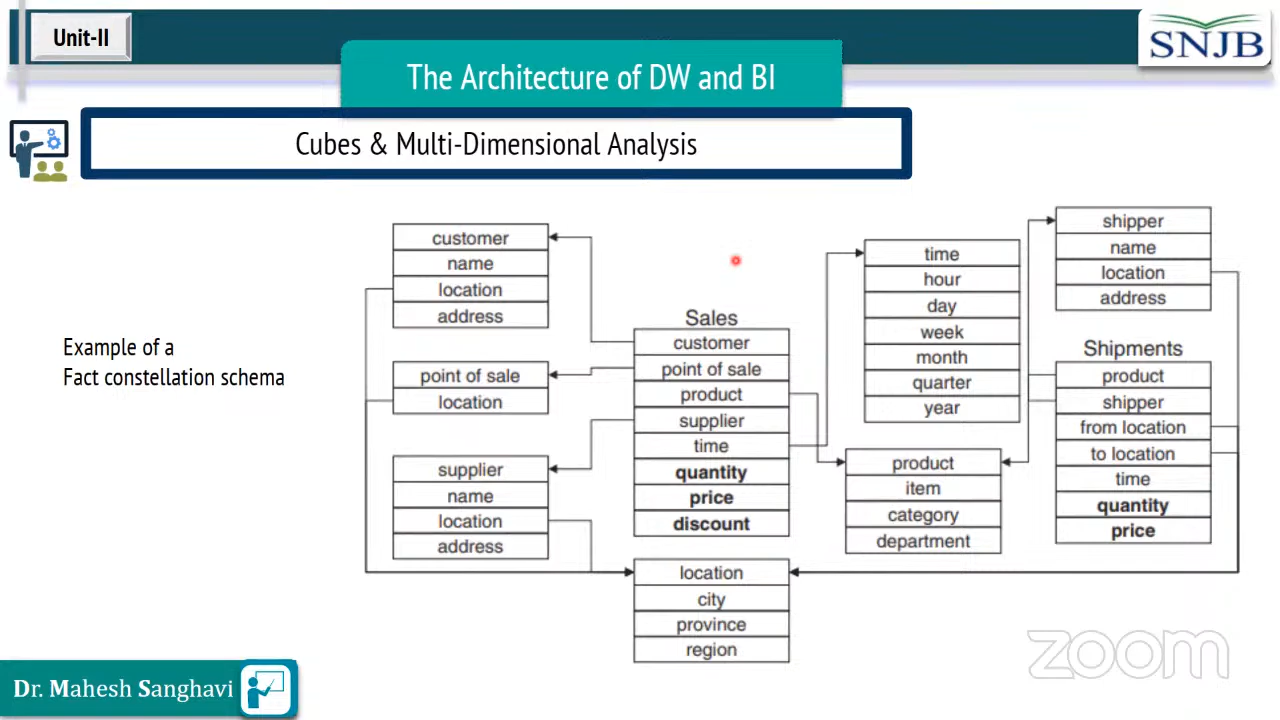 Unit-II
SNJB
The Architecture of DW and BI
Cubes & Multi-Dimensional Analysis
Example of a
Fact constellation schema
customer
name
location
address
point of sale
location
supplier
name
location
address
Sales
customer
point of sale
product
supplier
time
quantity
price
discount
location
city
province
region
time
hour
day
week
month
quarter
year
product
item
category
department
shipper
name
location
address
Shipments
product
shipper
from location
to location
time
quantity
price
zoom
Dr. Mahesh Sanghavi